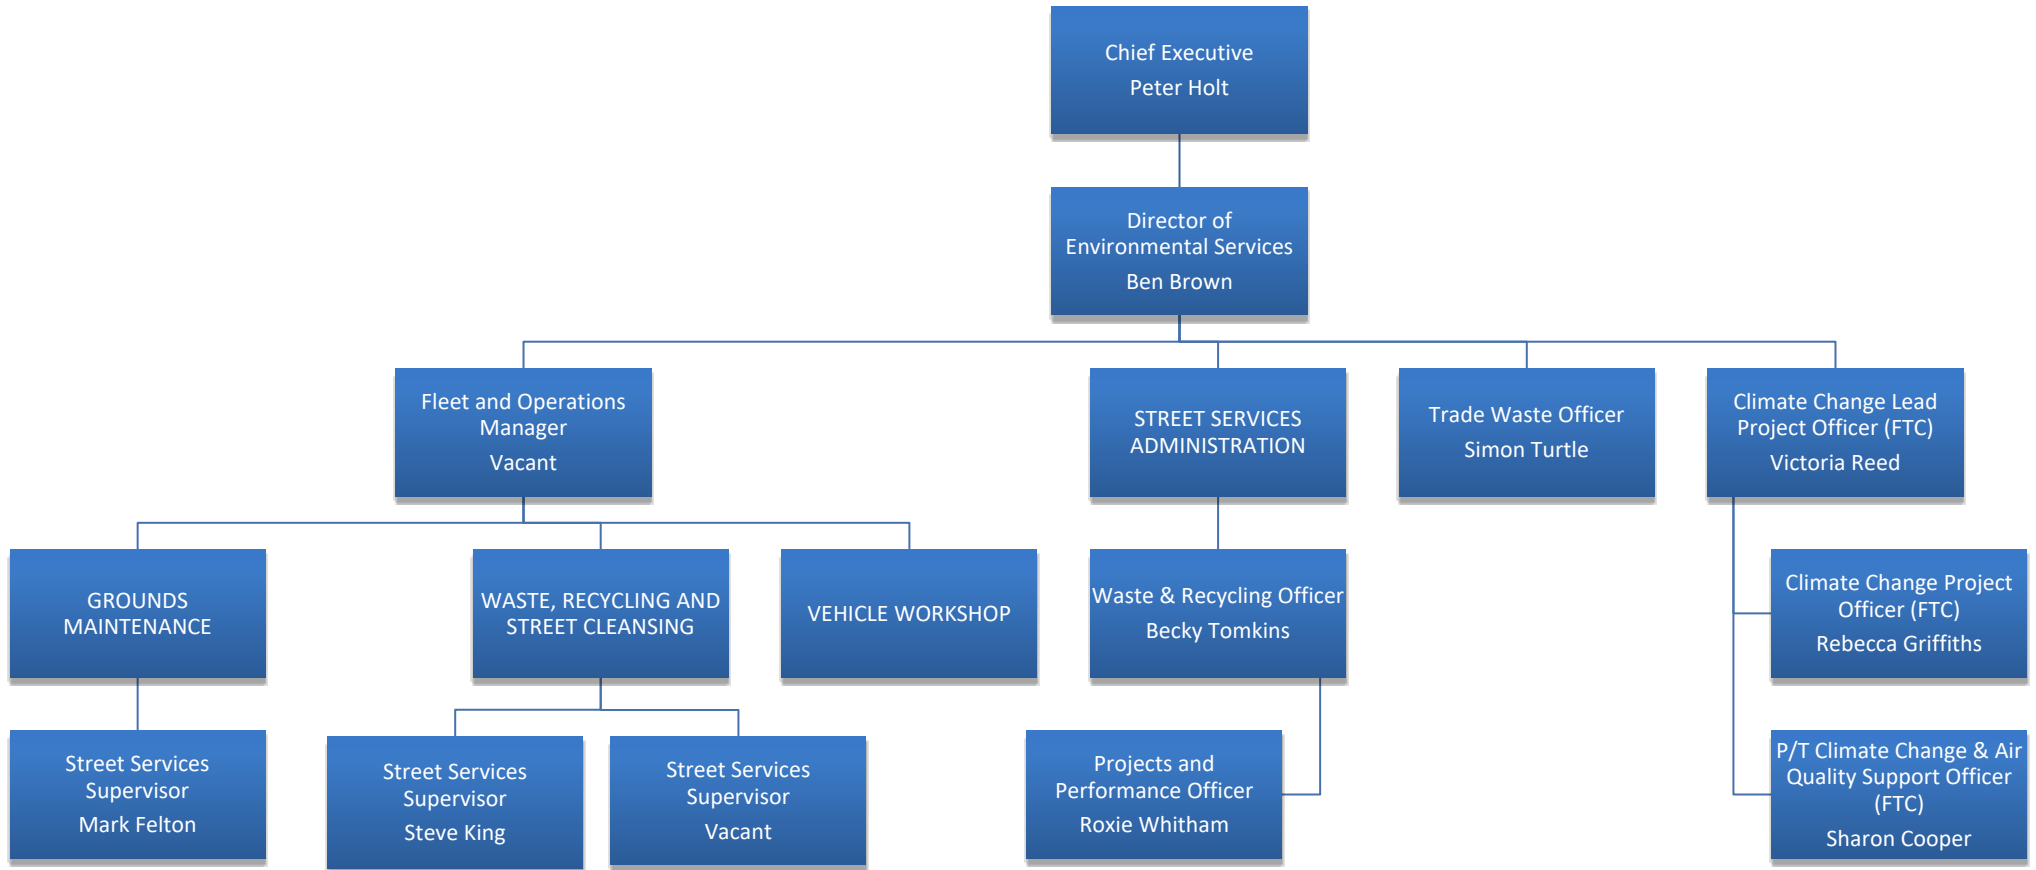 Chief Executive
Peter Holt
Director of
Environmental Services
Ben Brown
Fleet and Operations
Manager
Vacant
STREET SERVICES
ADMINISTRATION
Trade Waste Officer
Simon Turtle
Climate Change Lead
Project Officer (FTC)
Victoria Reed
GROUNDS
MAINTENANCE
WASTE, RECYCLING AND
STREET CLEANSING
VEHICLE WORKSHOP
Waste & Recycling Officer
Becky Tomkins
Climate Change Project
Officer (FTC)
Rebecca Griffiths
Street Services
Supervisor
Mark Felton
Street Services
Supervisor
Steve King
Street Services
Supervisor
Vacant
Projects and
Performance Officer
Roxie Whitham
P/T Climate Change & Air
Quality Support Officer
(FTC)
Sharon Cooper